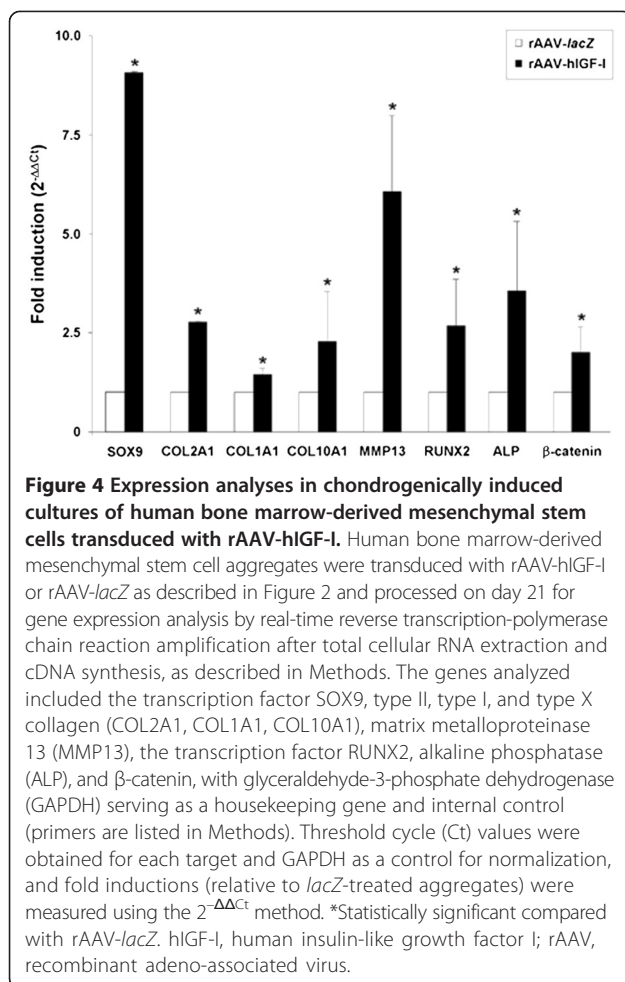 10.0
rAAV-lacZ
rAAV-hIGF-I
7.5
5.0
2.5
0
Fold induction (2-ΔΔCt)
*
*
*
*
*
*
*
*
SOX9 COL2A1 COL1A1 COL10A1 MMP13 RUNX2 ALP β-catenin
Figure 4 Expression analyses in chondrogenically induced
cultures of human bone marrow-derived mesenchymal stem
cells transduced with rAAV-hIGF-I. Human bone marrow-derived
mesenchymal stem cell aggregates were transduced with rAAV-hIGF-I
or rAAV-lacZ as described in Figure 2 and processed on day 21 for
gene expression analysis by real-time reverse transcription-polymerase
chain reaction amplification after total cellular RNA extraction and
cDNA synthesis, as described in Methods. The genes analyzed
included the transcription factor SOX9, type II, type I, and type X
collagen (COL2A1, COL1A1, COL10A1), matrix metalloproteinase
13 (MMP13), the transcription factor RUNX2, alkaline phosphatase
(ALP), and β-catenin, with glyceraldehyde-3-phosphate dehydrogenase
(GAPDH) serving as a housekeeping gene and internal control
(primers are listed in Methods). Threshold cycle (Ct) values were
obtained for each target and GAPDH as a control for normalization,
and fold inductions (relative to lacZ-treated aggregates) were
measured using the 2−ΔΔCt method. *Statistically significant compared
with rAAV-lacZ. hIGF-I, human insulin-like growth factor I; rAAV,
recombinant adeno-associated virus.